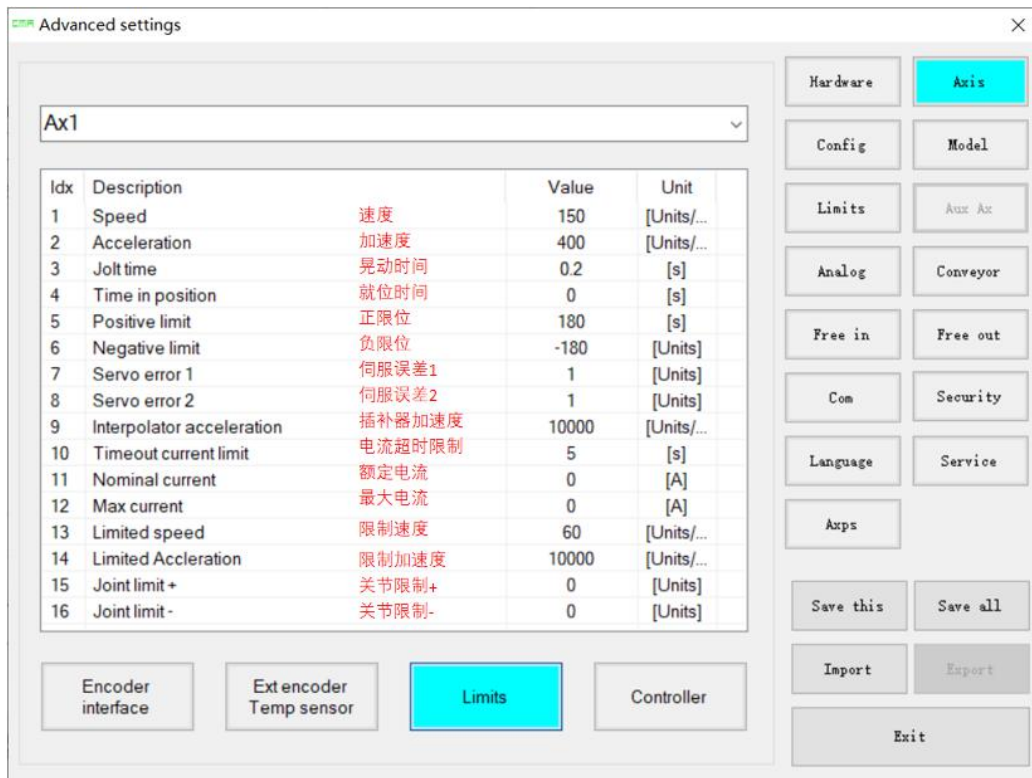 CMA Advanced settings
Ax1
Idx Description Value Unit
1 Speed 速度 150 [Units/...
2 Acceleration 加速度 400 [Units/...
3 Jolt time 晃动时间 0.2 [s]
4 Time in position 就位时间 0 [s]
5 Positive limit 正限位 180 [s]
6 Negative limit 负限位 -180 [Units]
7 Servo error 1 伺服误差1 1 [Units]
8 Servo error 2 伺服误差2 1 [Units]
9 Interpolator acceleration 插补器加速度 10000 [Units/...
10 Timeout current limit 电流超时限制 5 [s]
11 Nominal current 额定电流 0 [A]
12 Max current 最大电流 0 [A]
13 Limited speed 限制速度 60 [Units/...
14 Limited Accleration 限制加速度 10000 [Units/...
15 Joint limit + 关节限制+ 0 [Units]
16 Joint limit - 关节限制- 0 [Units]
Encoder
interface
Ext encoder
Temp sensor
Limits
Controller
Hardware Axis
Config Model
Limits Aux Ax
Analog Conveyor
Free in Free out
Com Security
Language Service
Axps
Save this Save all
Import Export
Exit